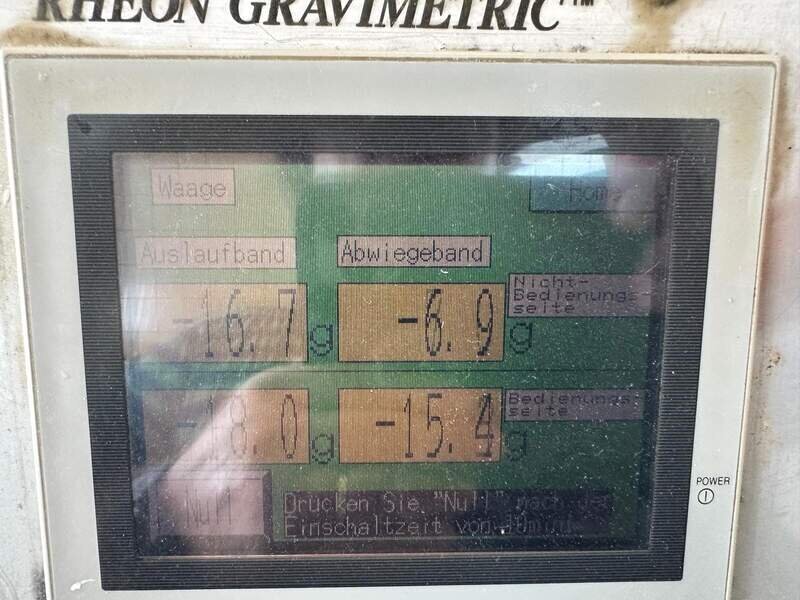 RHEON GRAVIMETRIC™
Waage
Home
Auslaufband
Abwiegeband
-16.7 g
-6.9 g
Nicht-
Bedienungs-
seite
-18.0 g
-15.4 g
Bedienungs-
seite
Null
Drücken Sie "Null" nach der
Einschaltzeit von
POWER